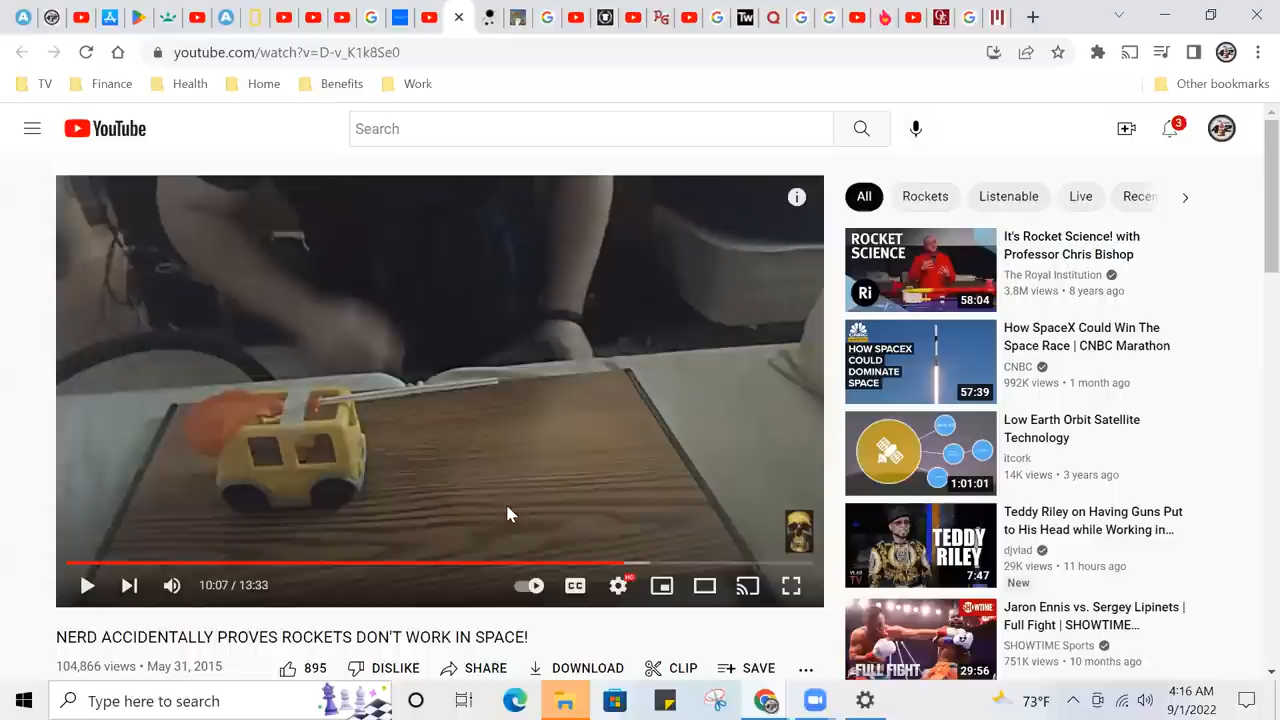 youtube.com/watch?v=D-v_K1k8Se0
TV Finance Health Home Benefits Work Other bookmarks
YouTube
Search
3
All Rockets Listenable Live Recen
ROCKET SCIENCE
Ri
58:04
It's Rocket Science! with
Professor Chris Bishop
The Royal Institution
3.8M views • 8 years ago
CNBC
HOW SPACEX
COULD
DOMINATE
SPACE
57:39
How SpaceX Could Win The
Space Race | CNBC Marathon
CNBC
992K views • 1 month ago
1:01:01
Low Earth Orbit Satellite
Technology
itcork
14K views • 3 years ago
TEDDY
RILEY
7:47
Teddy Riley on Having Guns Put
to His Head while Working in...
djvlad
29K views • 11 hours ago
New
SHOWTIME
FULL FIGHT
29:56
Jaron Ennis vs. Sergey Lipinets |
Full Fight | SHOWTIME...
SHOWTIME Sports
751K views • 10 months ago
10:07 / 13:33
CC
HD
NERD ACCIDENTALLY PROVES ROCKETS DON'T WORK IN SPACE!
104,866 views • May 31, 2015
895 DISLIKE SHARE DOWNLOAD CLIP SAVE
Type here to search
73°F
4:16 AM
9/1/2022